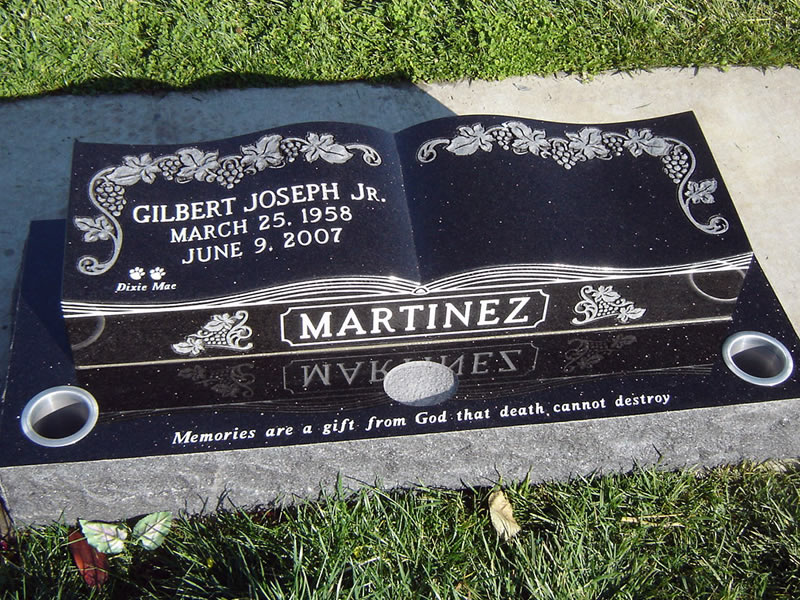 GILBERT JOSEPH JR.
MARCH 25, 1958
JUNE 9, 2007
Dixie Mae
MARTINEZ
Memories are a gift from God that death cannot destroy